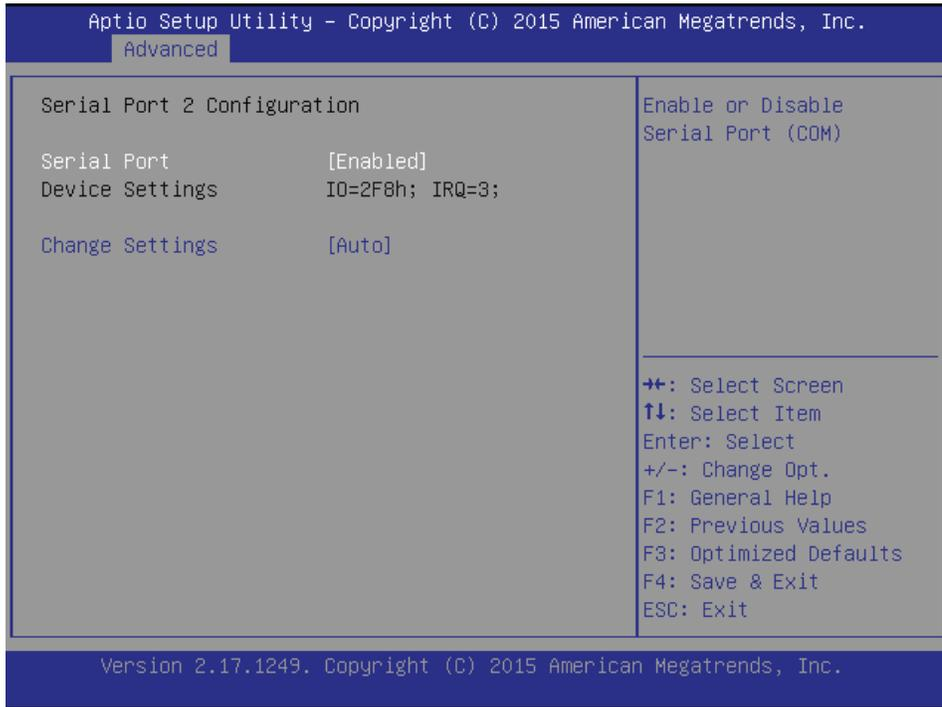 Aptio Setup Utility – Copyright (C) 2015 American Megatrends, Inc.
Advanced
Serial Port 2 Configuration
Serial Port [Enabled]
Device Settings IO=2F8h; IRQ=3;
Change Settings [Auto]
Enable or Disable
Serial Port (COM)
→←: Select Screen
↑↓: Select Item
Enter: Select
+/-: Change Opt.
F1: General Help
F2: Previous Values
F3: Optimized Defaults
F4: Save & Exit
ESC: Exit
Version 2.17.1249. Copyright (C) 2015 American Megatrends, Inc.